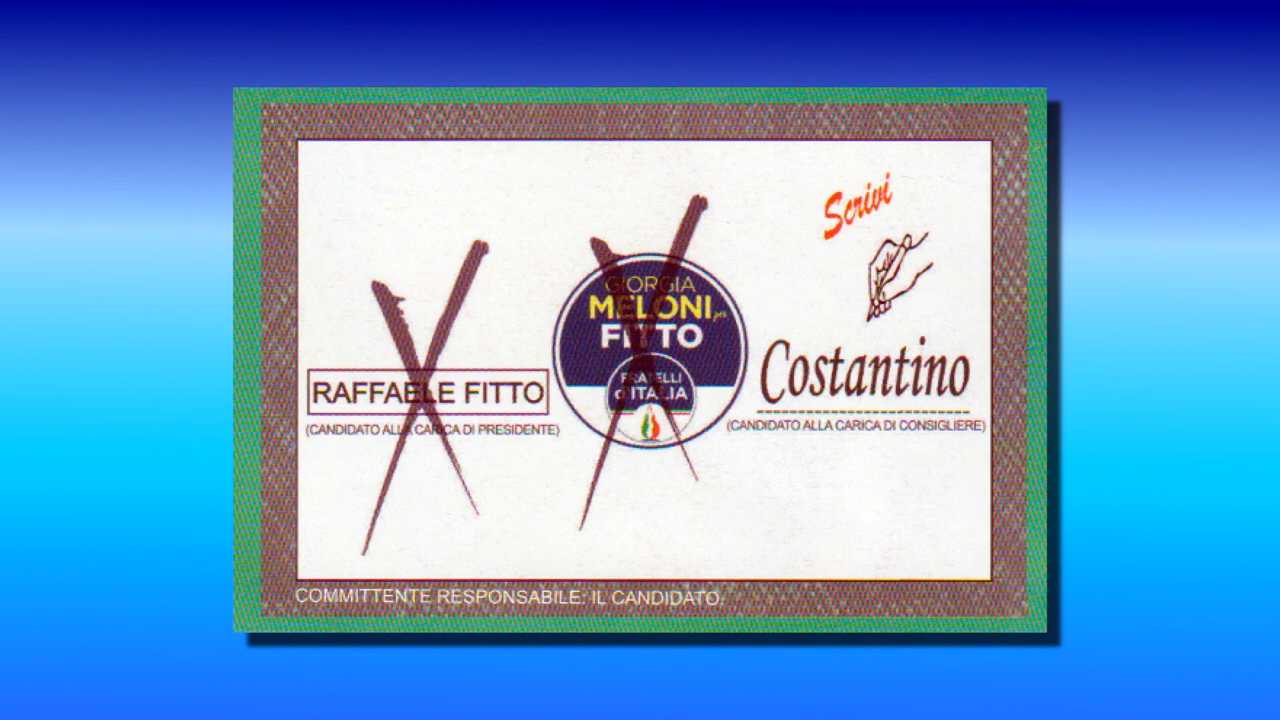 Scrivi
GIORGIA
MELONI per
FITTO
FRATELLI
d'ITALIA
RAFFAELE FITTO
(CANDIDATO ALLA CARICA DI PRESIDENTE)
Costantino
(CANDIDATO ALLA CARICA DI CONSIGLIERE)
COMMITTENTE RESPONSABILE: IL CANDIDATO.